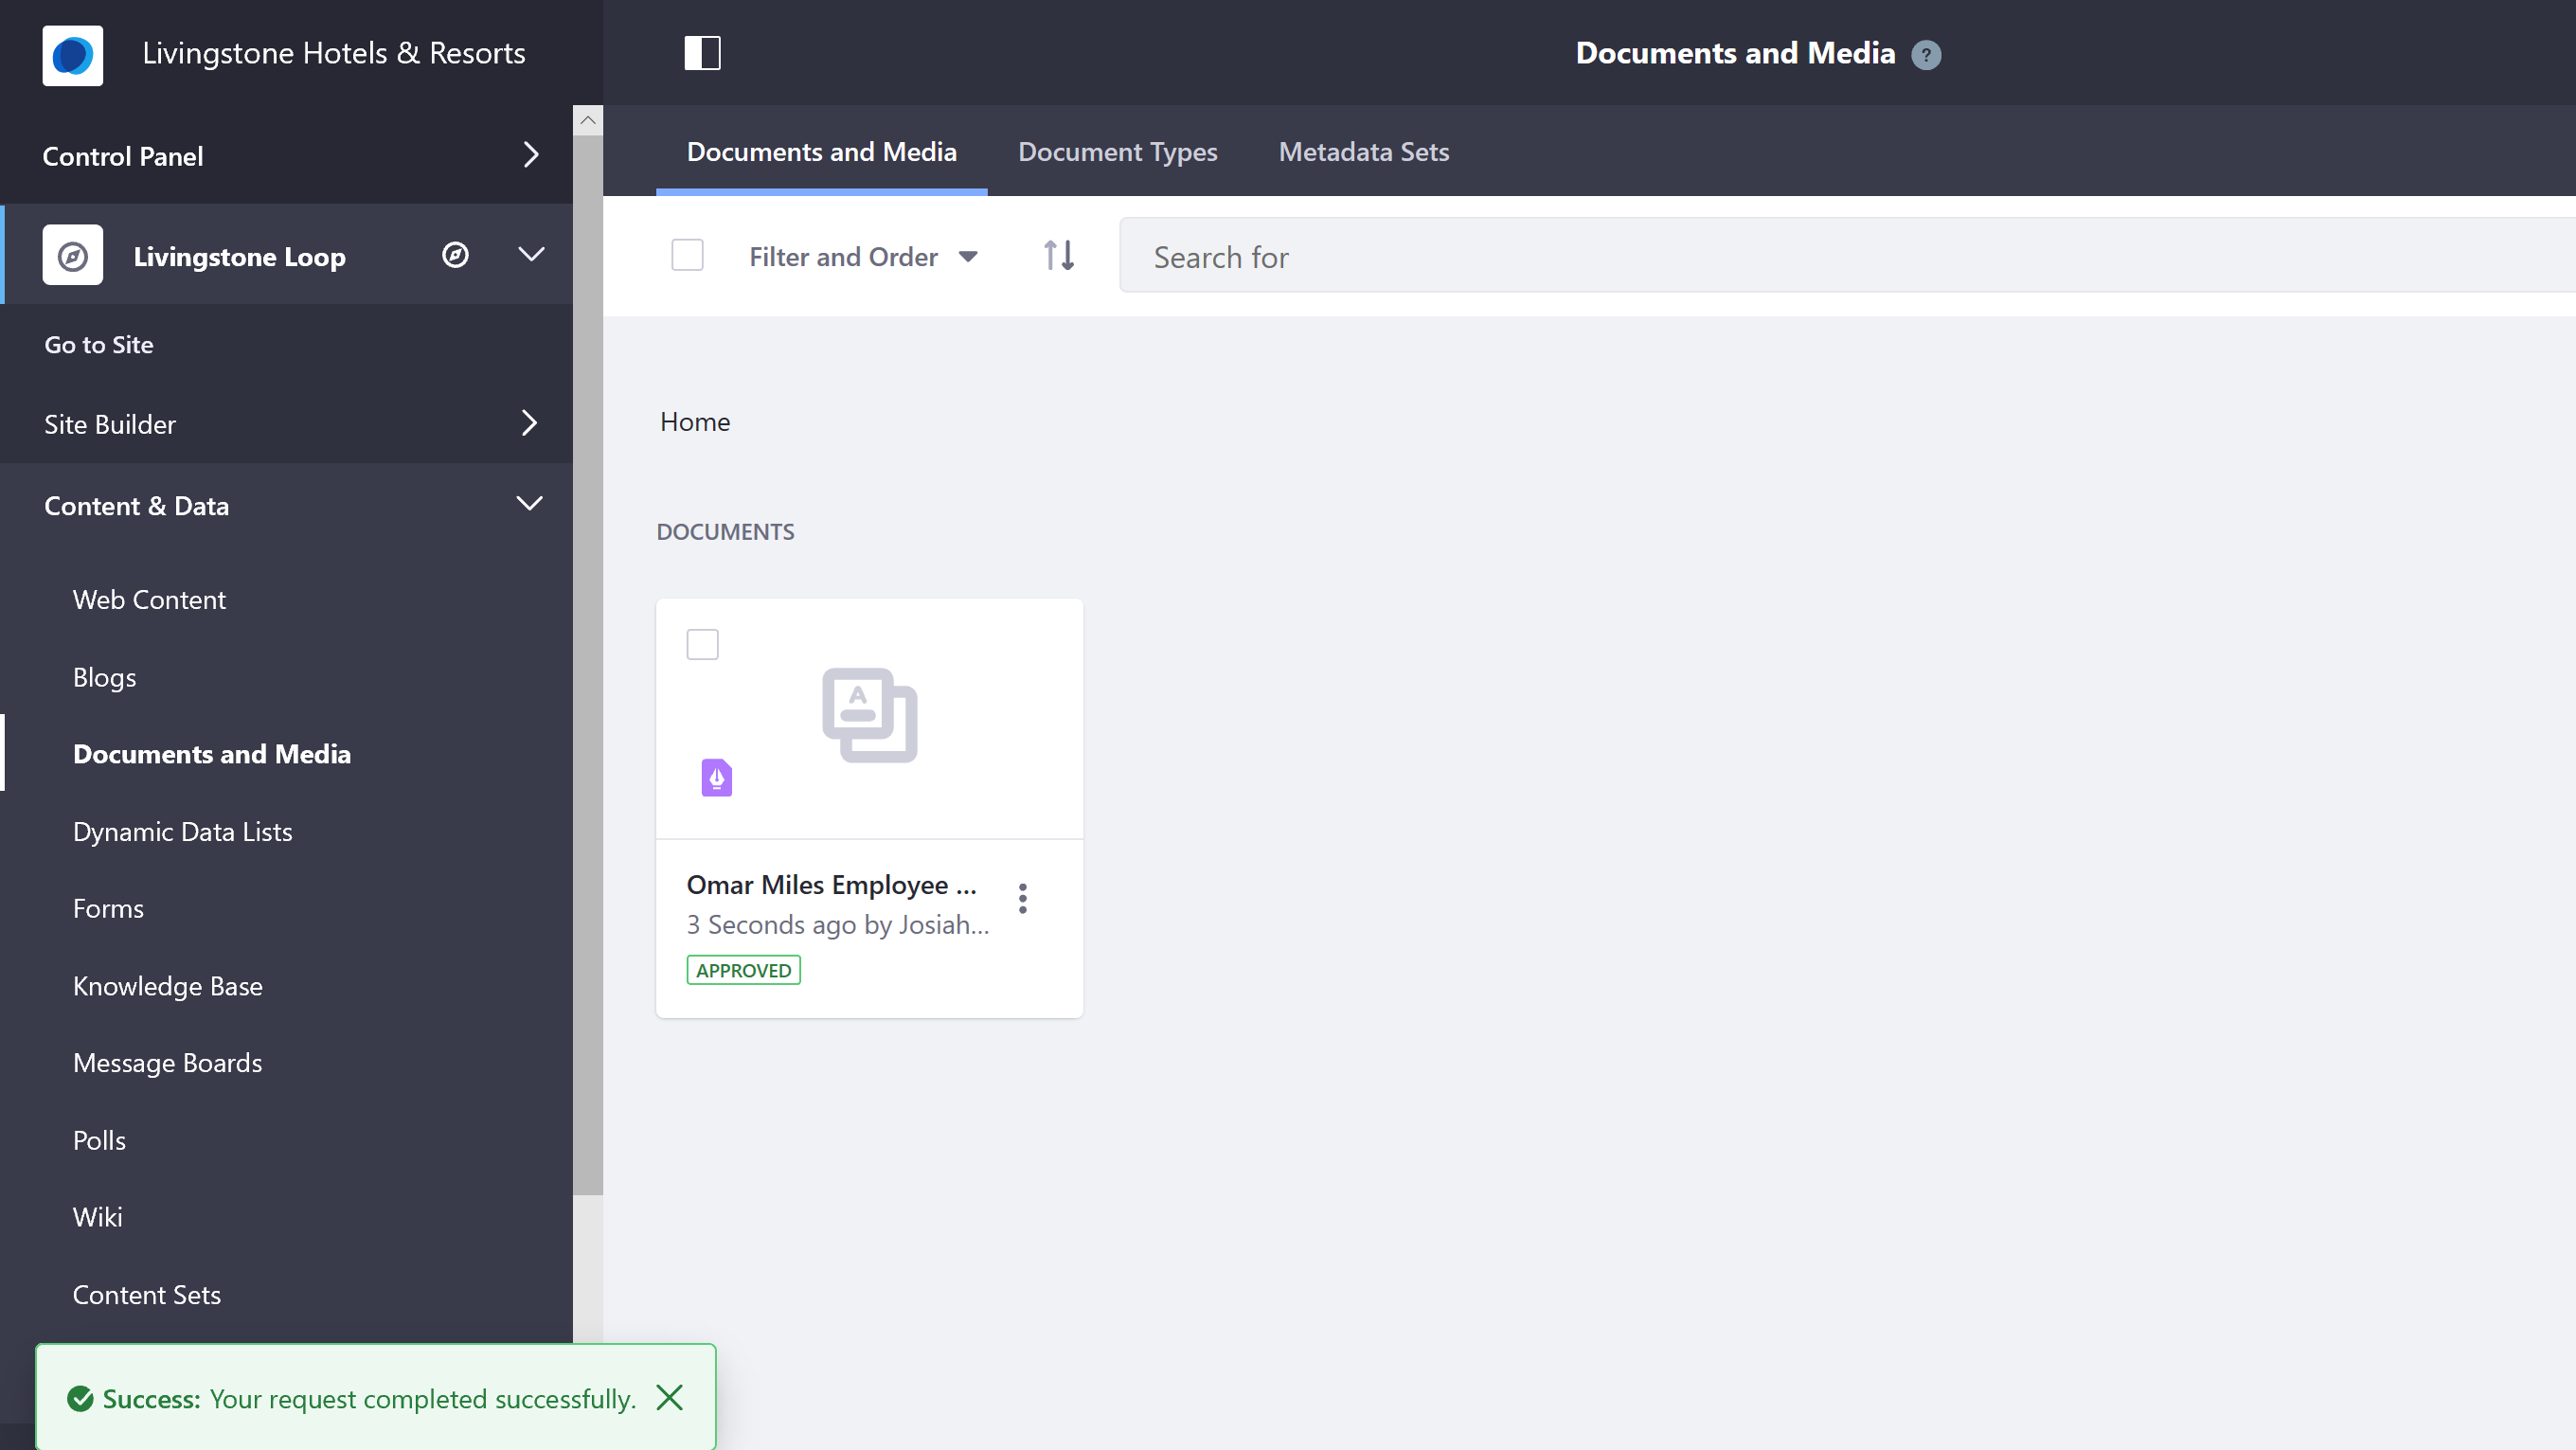 Livingstone Hotels & Resorts
Documents and Media ?
Control Panel
Documents and Media
Document Types
Metadata Sets
Livingstone Loop
Filter and Order
Search for
Go to Site
Site Builder
Home
Content & Data
DOCUMENTS
Web Content
Blogs
A
Documents and Media
Dynamic Data Lists
Omar Miles Employee ...
Forms
3 Seconds ago by Josiah...
APPROVED
Knowledge Base
Message Boards
Polls
Wiki
Content Sets
Success: Your request completed successfully.